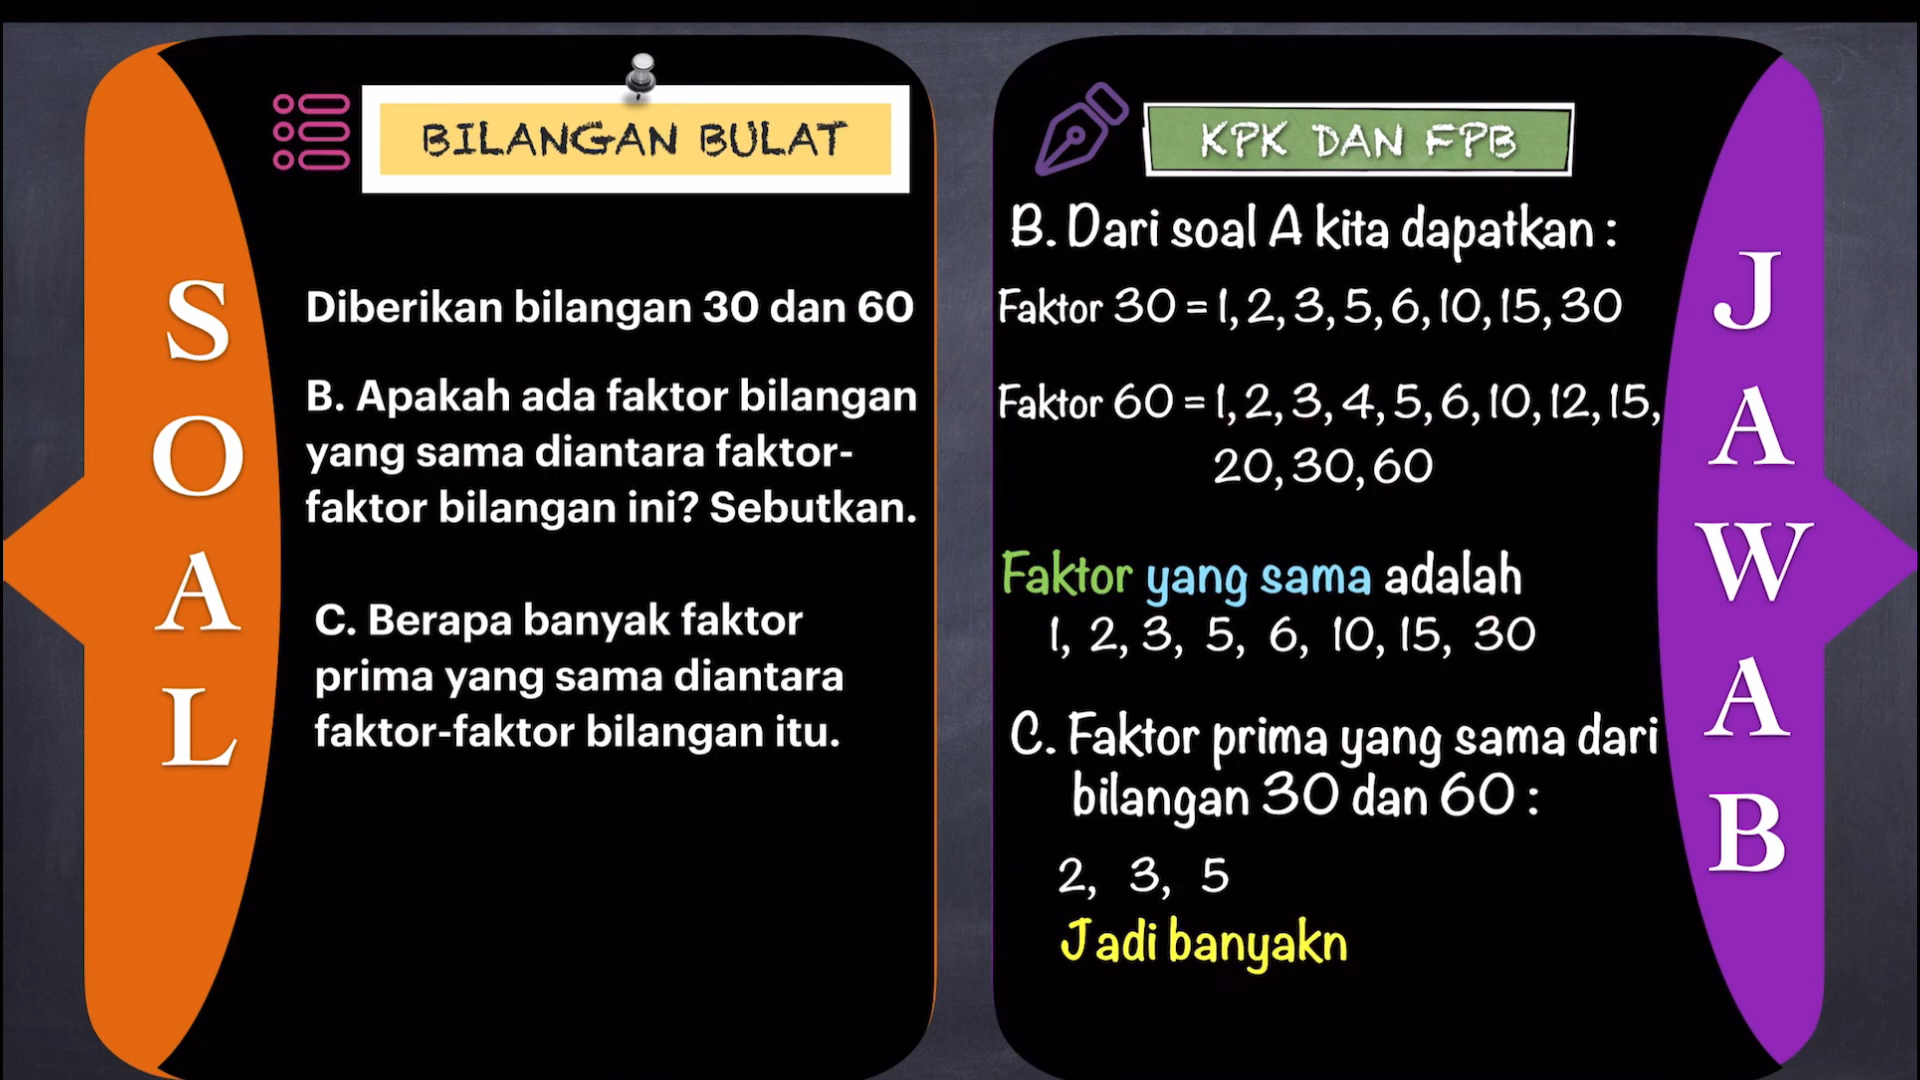 SOAL
BILANGAN BULAT
Diberikan bilangan 30 dan 60
B. Apakah ada faktor bilangan
yang sama diantara faktor-
faktor bilangan ini? Sebutkan.
C. Berapa banyak faktor
prima yang sama diantara
faktor-faktor bilangan itu.
KPK DAN FPB
B. Dari soal A kita dapatkan :
Faktor 30 = 1, 2, 3, 5, 6, 10, 15, 30
Faktor 60 = 1, 2, 3, 4, 5, 6, 10, 12, 15,
20, 30, 60
Faktor yang sama adalah
1, 2, 3, 5, 6, 10, 15, 30
C. Faktor prima yang sama dari
bilangan 30 dan 60 :
2, 3, 5
Jadi banyakn
JAWAB